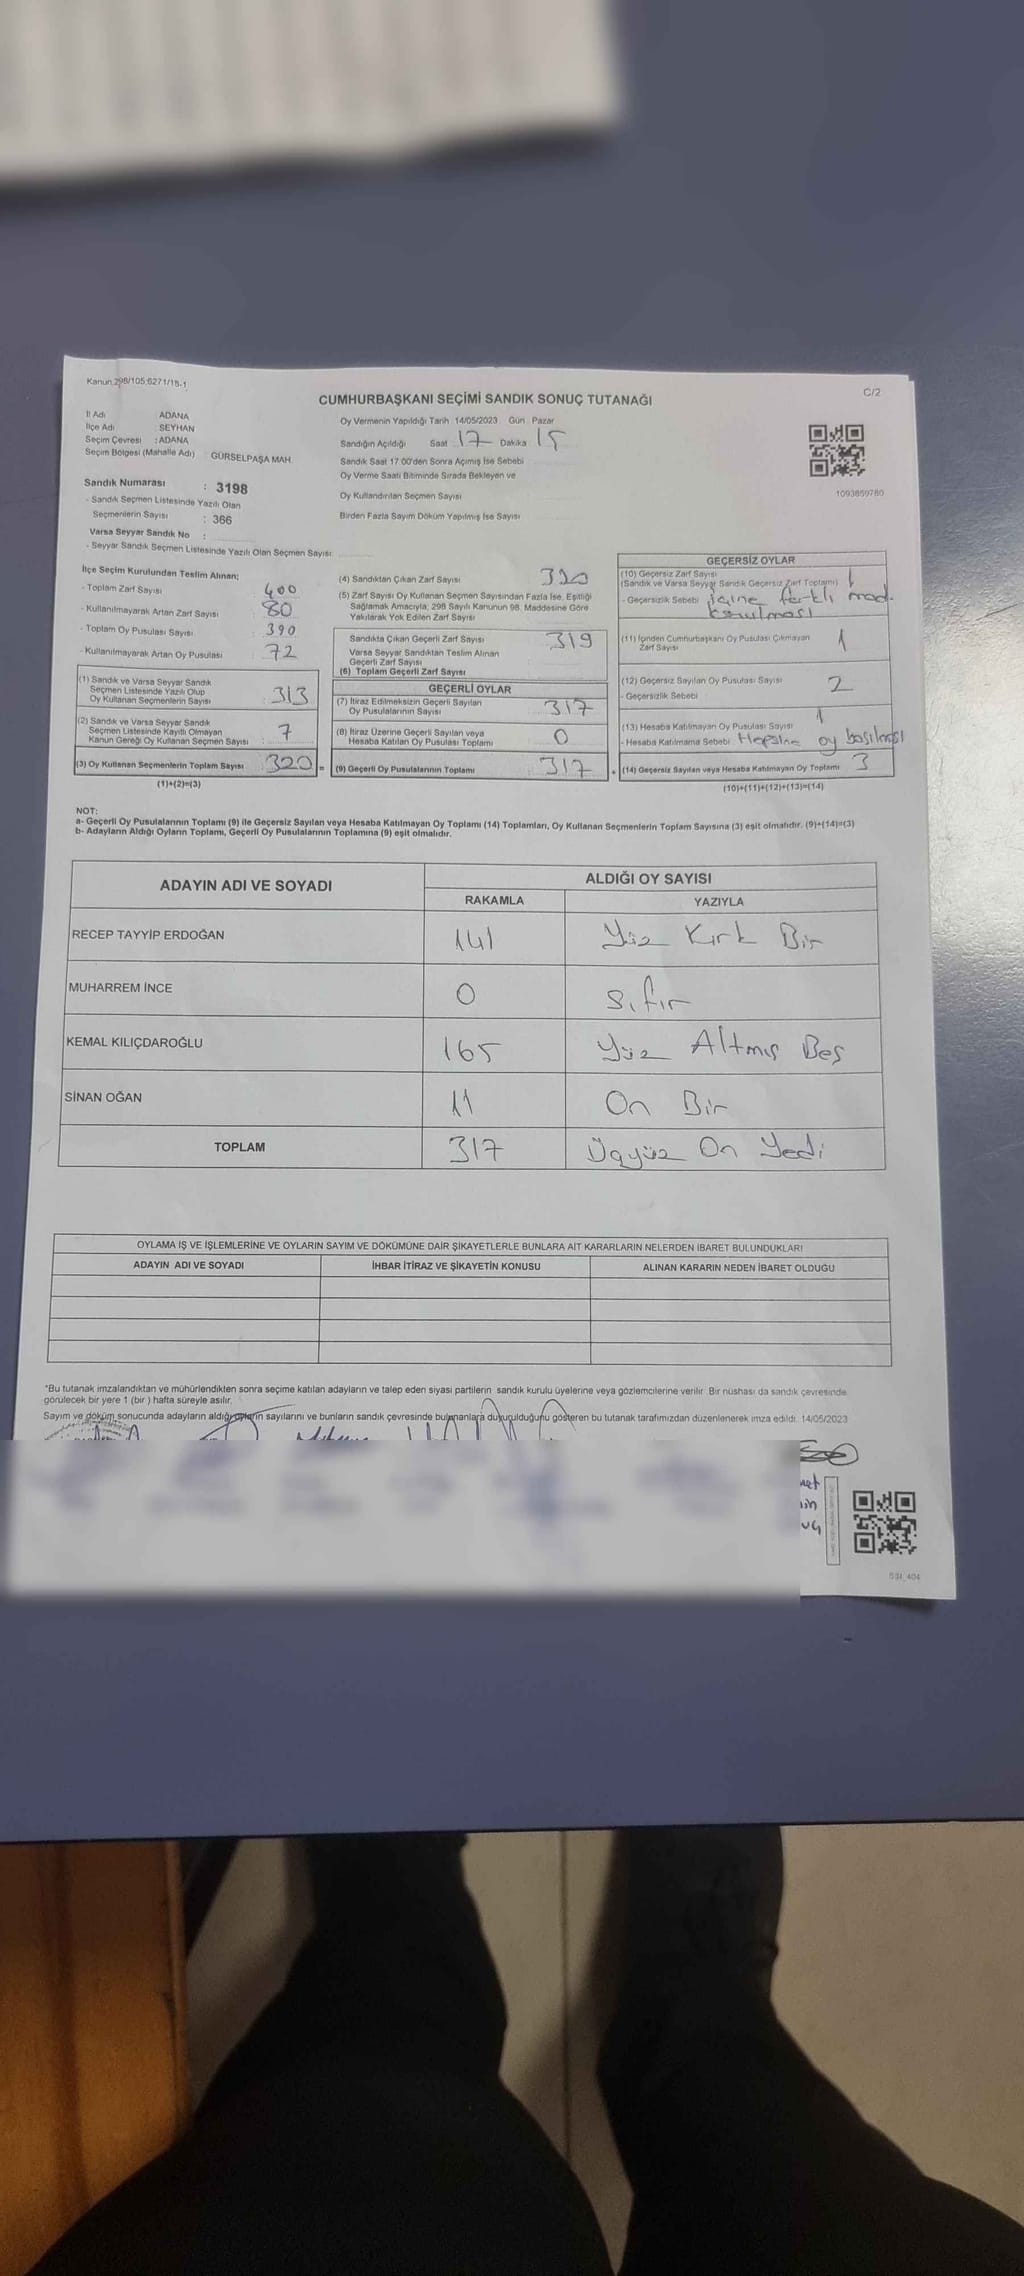 Kanun:298/105;6271/15-1
C/2
CUMHURBAŞKANI SEÇİMİ SANDIK SONUÇ TUTANAĞI
İl Adı : ADANA
İlçe Adı : SEYHAN
Seçim Çevresi : ADANA
Seçim Bölgesi (Mahalle Adı) GÜRSELPAŞA MAH.
Sandık Numarası : 3198
- Sandık Seçmen Listesinde Yazılı Olan
Seçmenlerin Sayısı : 366
Varsa Seyyar Sandık No :
- Seyyar Sandık Seçmen Listesinde Yazılı Olan Seçmen Sayısı
Oy Vermenin Yapıldığı Tarih 14/05/2023 Gün Pazar
Sandığın Açıldığı Saat 17 Dakika 15
Sandık Saat 17:00'den Sonra Açmış İse Sebebi
Oy Verme Saati Bitiminde Sırada Bekleyen ve
Oy Kullandırılan Seçmen Sayısı
Birden Fazla Sayım Döküm Yapılmış İse Sayısı
1093859780
İlçe Seçim Kurulundan Teslim Alınan;
- Toplam Zarf Sayısı : 400
- Kullanılmayarak Artan Zarf Sayısı : 80
- Toplam Oy Pusulası Sayısı : 390
- Kullanılmayarak Artan Oy Pusulası : 72
(1) Sandık ve Varsa Seyyar Sandık
Seçmen Listesinde Yazılı Olup
Oy Kullanan Seçmenlerin Sayısı : 313
(2) Sandık ve Varsa Seyyar Sandık
Seçmen Listesinde Kayıtlı Olmayan
Kanun Gereği Oy Kullanan Seçmen Sayısı : 7
(3) Oy Kullanan Seçmenlerin Toplam Sayısı : 320 =
(1)+(2)=(3)
(4) Sandıktan Çıkan Zarf Sayısı 320
(5) Zarf Sayısı Oy Kullanan Seçmen Sayısından Fazla İse, Eşitliği
Sağlamak Amacıyla; 298 Sayılı Kanunun 98. Maddesine Göre
Yakılarak Yok Edilen Zarf Sayısı
Sandıkta Çıkan Geçerli Zarf Sayısı 319
Varsa Seyyar Sandıktan Teslim Alınan
Geçerli Zarf Sayısı
(6) Toplam Geçerli Zarf Sayısı
GEÇERLİ OYLAR
(7) İtiraz Edilmeksizin Geçerli Sayılan
Oy Pusulalarının Sayısı 317
(8) İtiraz Üzerine Geçerli Sayılan veya
Hesaba Katılan Oy Pusulası Toplamı 0
(9) Geçerli Oy Pusulalarının Toplamı 317 +
GEÇERSİZ OYLAR
(10) Geçersiz Zarf Sayısı
(Sandık ve Varsa Seyyar Sandık Geçersiz Zarf Toplamı) 1
- Geçersizlik Sebebi : içine farklı mad.
konulması
(11) İçinden Cumhurbaşkanı Oy Pusulası Çıkmayan
Zarf Sayısı 1
(12) Geçersiz Sayılan Oy Pusulası Sayısı : 2
- Geçersizlik Sebebi
(13) Hesaba Katılmayan Oy Pusulası Sayısı : 1
- Hesaba Katılmama Sebebi Hepsine oy basılması
(14) Geçersiz Sayılan veya Hesaba Katılmayan Oy Toplamı 3
(10)+(11)+(12)+(13)=(14)
NOT:
a- Geçerli Oy Pusulalarının Toplamı (9) ile Geçersiz Sayılan veya Hesaba Katılmayan Oy Toplamı (14) Toplamları, Oy Kullanan Seçmenlerin Toplam Sayısına (3) eşit olmalıdır. (9)+(14)=(3)
b- Adayların Aldığı Oyların Toplamı, Geçerli Oy Pusulalarının Toplamına (9) eşit olmalıdır.
ADAYIN ADI VE SOYADI
ALDIĞI OY SAYISI
RAKAMLA YAZIYLA
RECEP TAYYİP ERDOĞAN 141 Yüz Kırk Bir
MUHARREM İNCE 0 Sıfır
KEMAL KILIÇDAROĞLU 165 Yüz Altmış Beş
SİNAN OĞAN 11 On Bir
TOPLAM 317 Üçyüz On Yedi
OYLAMA İŞ VE İŞLEMLERİNE VE OYLARIN SAYIM VE DÖKÜMÜNE DAİR ŞİKAYETLERLE BUNLARA AİT KARARLARIN NELERDEN İBARET BULUNDUKLARI
ADAYIN ADI VE SOYADI İHBAR İTİRAZ VE ŞİKAYETİN KONUSU ALINAN KARARIN NEDEN İBARET OLDUĞU
*Bu tutanak imzalandıktan ve mühürlendikten sonra seçime katılan adayların ve talep eden siyasi partilerin sandık kurulu üyelerine veya gözlemcilerine verilir. Bir nüshası da sandık çevresinde
görülecek bir yere 1 (bir ) hafta süreyle asılır.
Sayım ve döküm sonucunda adayların aldığı oyların sayılarını ve bunların sandık çevresinde bulunanlara duyurulduğunu gösteren bu tutanak tarafımızdan düzenlenerek imza edildi. 14/05/2023